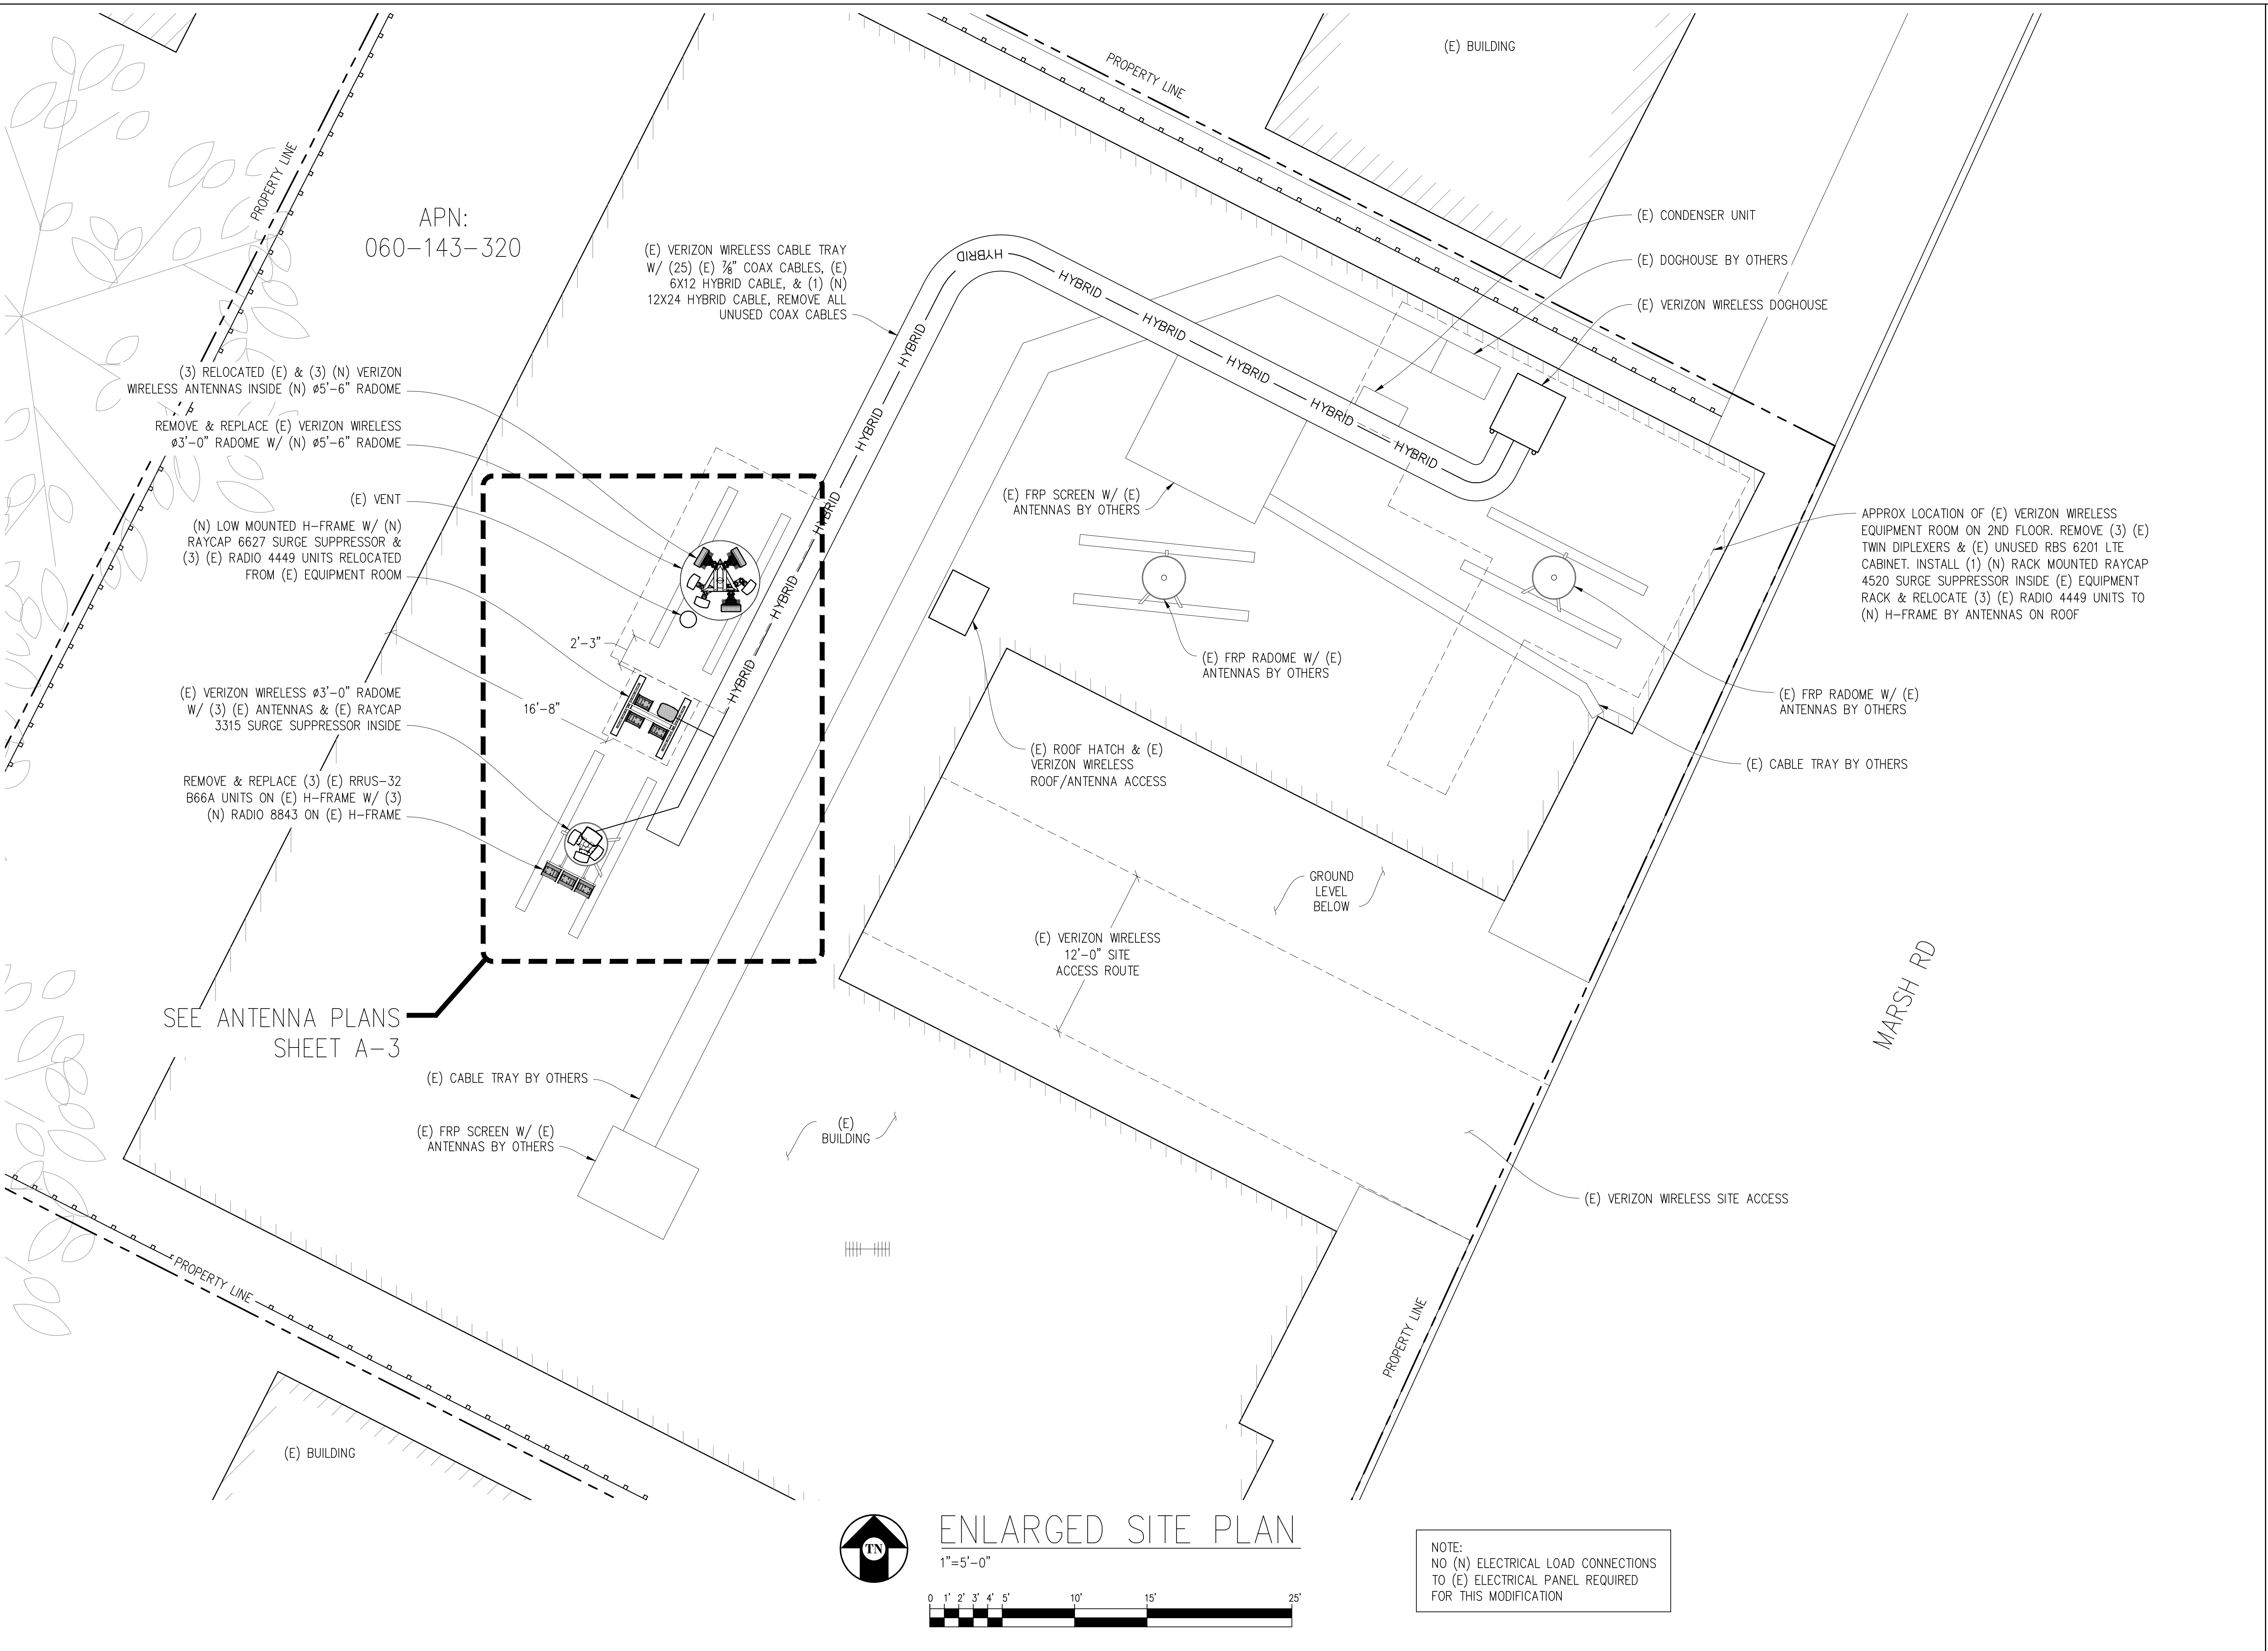 (E) BUILDING
PROPERTY LINE
PROPERTY LINE
APN:
060-143-320
(E) VERIZON WIRELESS CABLE TRAY
W/ (25) (E) ⅞" COAX CABLES, (E)
6X12 HYBRID CABLE, & (1) (N)
12X24 HYBRID CABLE, REMOVE ALL
UNUSED COAX CABLES
HYBRID
HYBRID
HYBRID
HYBRID
HYBRID
HYBRID
HYBRID
HYBRID
HYBRID
HYBRID
HYBRID
HYBRID
(E) CONDENSER UNIT
(E) DOGHOUSE BY OTHERS
(E) VERIZON WIRELESS DOGHOUSE
(3) RELOCATED (E) & (3) (N) VERIZON
WIRELESS ANTENNAS INSIDE (N) ø5'-6" RADOME
REMOVE & REPLACE (E) VERIZON WIRELESS
ø3'-0" RADOME W/ (N) ø5'-6" RADOME
(E) VENT
(N) LOW MOUNTED H-FRAME W/ (N)
RAYCAP 6627 SURGE SUPPRESSOR &
(3) (E) RADIO 4449 UNITS RELOCATED
FROM (E) EQUIPMENT ROOM
2'-3"
16'-8"
(E) VERIZON WIRELESS ø3'-0" RADOME
W/ (3) (E) ANTENNAS & (E) RAYCAP
3315 SURGE SUPPRESSOR INSIDE
REMOVE & REPLACE (3) (E) RRUS-32
B66A UNITS ON (E) H-FRAME W/ (3)
(N) RADIO 8843 ON (E) H-FRAME
SEE ANTENNA PLANS
SHEET A-3
(E) FRP SCREEN W/ (E)
ANTENNAS BY OTHERS
(E) FRP RADOME W/ (E)
ANTENNAS BY OTHERS
(E) ROOF HATCH & (E)
VERIZON WIRELESS
ROOF/ANTENNA ACCESS
APPROX LOCATION OF (E) VERIZON WIRELESS
EQUIPMENT ROOM ON 2ND FLOOR. REMOVE (3) (E)
TWIN DIPLEXERS & (E) UNUSED RBS 6201 LTE
CABINET. INSTALL (1) (N) RACK MOUNTED RAYCAP
4520 SURGE SUPPRESSOR INSIDE (E) EQUIPMENT
RACK & RELOCATE (3) (E) RADIO 4449 UNITS TO
(N) H-FRAME BY ANTENNAS ON ROOF
(E) FRP RADOME W/ (E)
ANTENNAS BY OTHERS
(E) CABLE TRAY BY OTHERS
GROUND
LEVEL
BELOW
(E) VERIZON WIRELESS
12'-0" SITE
ACCESS ROUTE
MARSH RD
(E) CABLE TRAY BY OTHERS
(E) FRP SCREEN W/ (E)
ANTENNAS BY OTHERS
(E)
BUILDING
(E) VERIZON WIRELESS SITE ACCESS
PROPERTY LINE
PROPERTY LINE
(E) BUILDING
TN
ENLARGED SITE PLAN
1"=5'-0"
0 1' 2' 3' 4' 5' 10' 15' 25'
NOTE:
NO (N) ELECTRICAL LOAD CONNECTIONS
TO (E) ELECTRICAL PANEL REQUIRED
FOR THIS MODIFICATION